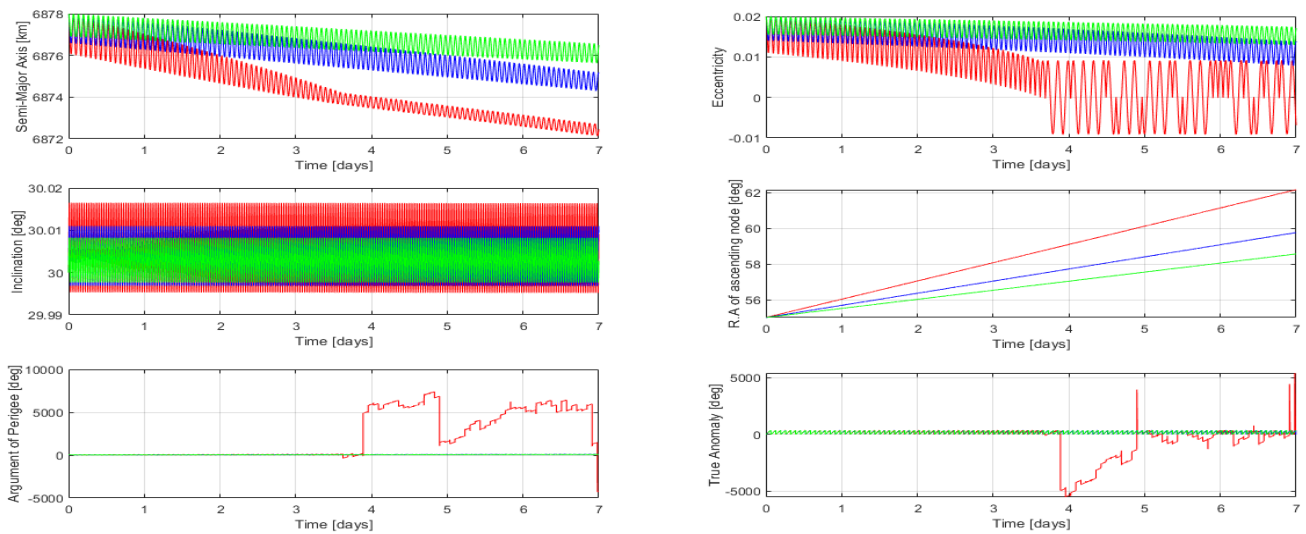 6878
6876
6874
6872
Semi-Major Axis [km]
0 1 2 3 4 5 6 7
Time [days]
0.02
0.01
0
-0.01
Eccentricity
0 1 2 3 4 5 6 7
Time [days]
30.02
30.01
30
29.99
Inclination [deg]
0 1 2 3 4 5 6 7
Time [days]
62
60
58
56
R.A of ascending node [deg]
0 1 2 3 4 5 6 7
Time [days]
10000
5000
0
-5000
Argument of Perigee [deg]
0 1 2 3 4 5 6 7
Time [days]
5000
0
-5000
True Anomaly [deg]
0 1 2 3 4 5 6 7
Time [days]